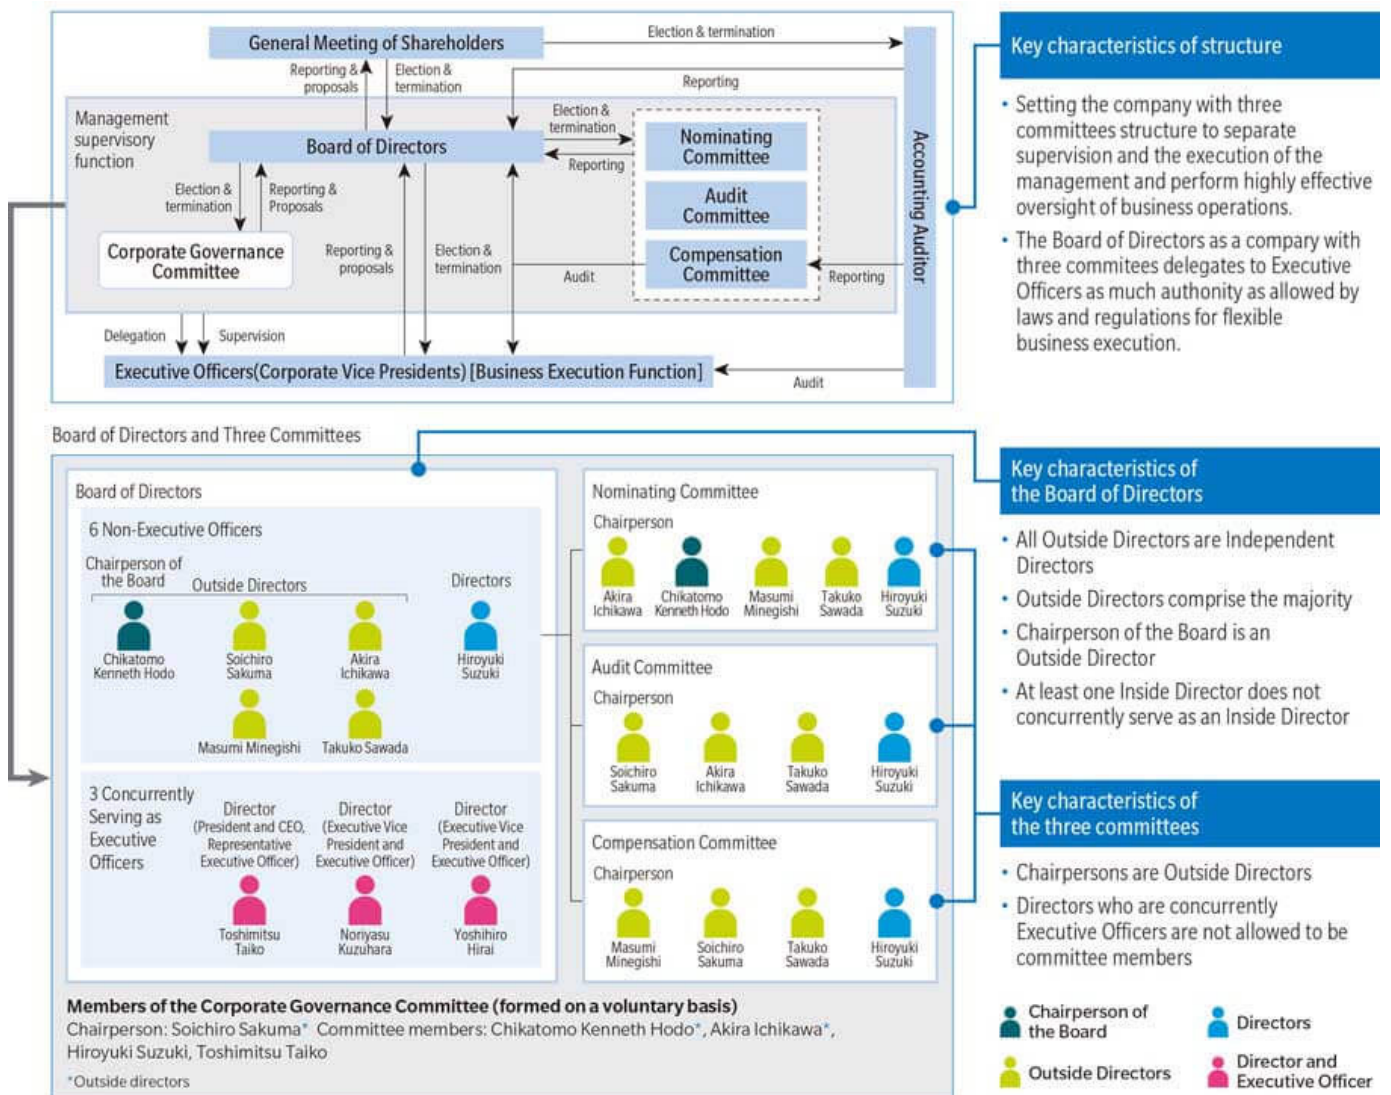 General Meeting of Shareholders
Election & termination
Reporting &
proposals
Election &
termination
Reporting
Management
supervisory
function
Board of Directors
Election &
termination
Reporting
Nominating
Committee
Audit
Committee
Compensation
Committee
Accounting Auditor
Election &
termination
Reporting &
Proposals
Corporate Governance
Committee
Reporting &
proposals
Election &
termination
Audit
Reporting
Delegation
Supervision
Executive Officers(Corporate Vice Presidents) [Business Execution Function]
Audit
Key characteristics of structure
• Setting the company with three
committees structure to separate
supervision and the execution of the
management and perform highly effective
oversight of business operations.
• The Board of Directors as a company with
three commitees delegates to Executive
Officers as much authority as allowed by
laws and regulations for flexible
business execution.
Board of Directors and Three Committees
Board of Directors
6 Non-Executive Officers
Chairperson of
the Board
Outside Directors
Directors
Chikatomo
Kenneth Hodo
Soichiro
Sakuma
Akira
Ichikawa
Hiroyuki
Suzuki
Masumi Minegishi
Takuko Sawada
3 Concurrently
Serving as
Executive
Officers
Director
(President and CEO,
Representative
Executive Officer)
Director
(Executive Vice
President and
Executive Officer)
Director
(Executive Vice
President and
Executive Officer)
Toshimitsu
Taiko
Noriyasu
Kuzuhara
Yoshihiro
Hirai
Nominating Committee
Chairperson
Akira
Ichikawa
Chikatomo
Kenneth Hodo
Masumi
Minegishi
Takuko
Sawada
Hiroyuki
Suzuki
Audit Committee
Chairperson
Soichiro
Sakuma
Akira
Ichikawa
Takuko
Sawada
Hiroyuki
Suzuki
Compensation Committee
Chairperson
Masumi
Minegishi
Soichiro
Sakuma
Takuko
Sawada
Hiroyuki
Suzuki
Members of the Corporate Governance Committee (formed on a voluntary basis)
Chairperson: Soichiro Sakuma* Committee members: Chikatomo Kenneth Hodo*, Akira Ichikawa*,
Hiroyuki Suzuki, Toshimitsu Taiko
*Outside directors
Key characteristics of
the Board of Directors
• All Outside Directors are Independent
Directors
• Outside Directors comprise the majority
• Chairperson of the Board is an
Outside Director
• At least one Inside Director does not
concurrently serve as an Inside Director
Key characteristics of
the three committees
• Chairpersons are Outside Directors
• Directors who are concurrently
Executive Officers are not allowed to be
committee members
Chairperson of
the Board
Directors
Outside Directors
Director and
Executive Officer